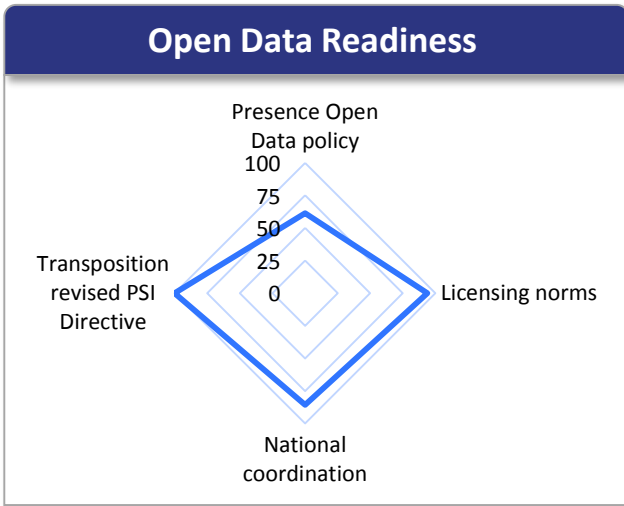 Open Data Readiness
Presence Open
Data policy
100
75
50
25
0
Transposition
revised PSI
Directive
Licensing norms
National
coordination